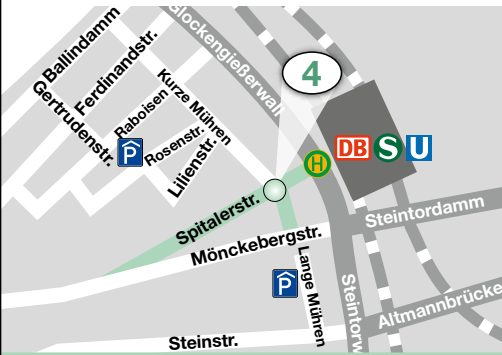 Ballindamm
Ferdinandstr.
Glockengießerwall
Gertrudenstr.
Raboisen
Kurze Mühren
4
P
Rosenstr.
Lilienstr.
H
DB
S
U
Spitalerstr.
Steintordamm
Mönckebergstr.
Lange Mühren
P
Steintorw
Altmannbrücke
Steinstr.